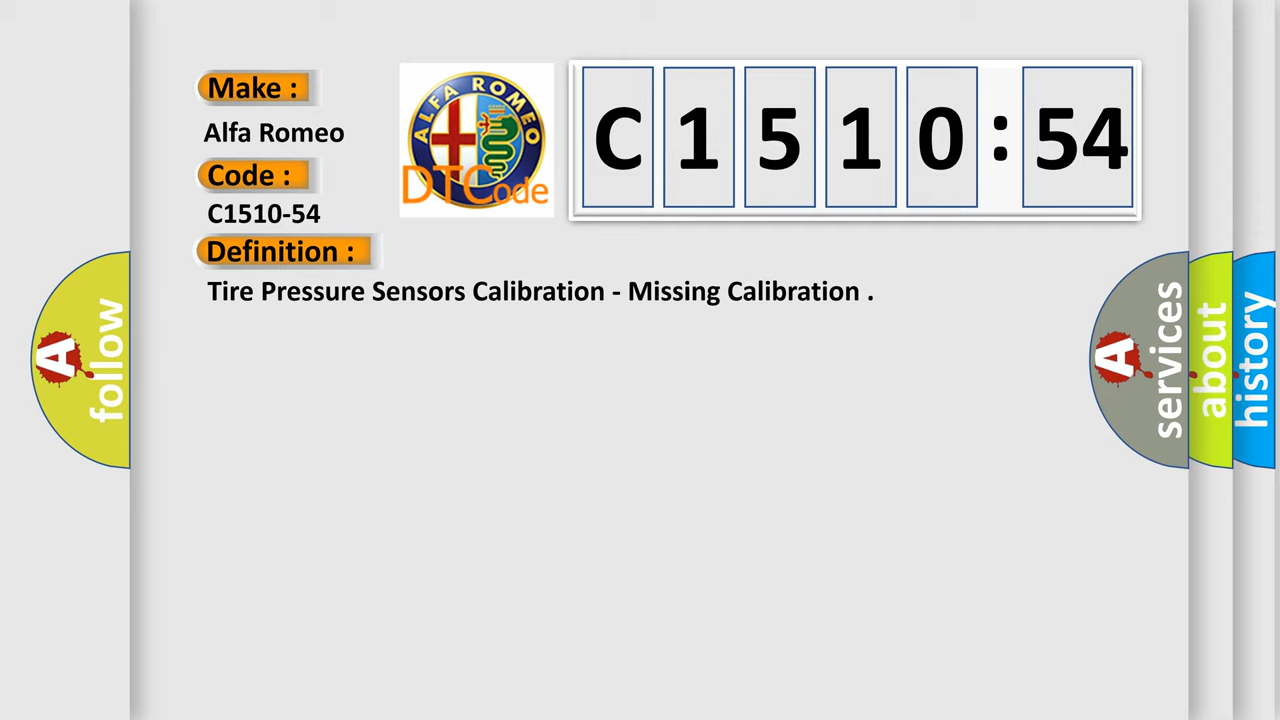 Make :
Alfa Romeo
Code :
C1510-54
Definition :
Tire Pressure Sensors Calibration - Missing Calibration .
ALFA ROMEO
DTCode
C 1 5 1 0 : 54
A follow
A services
about
history